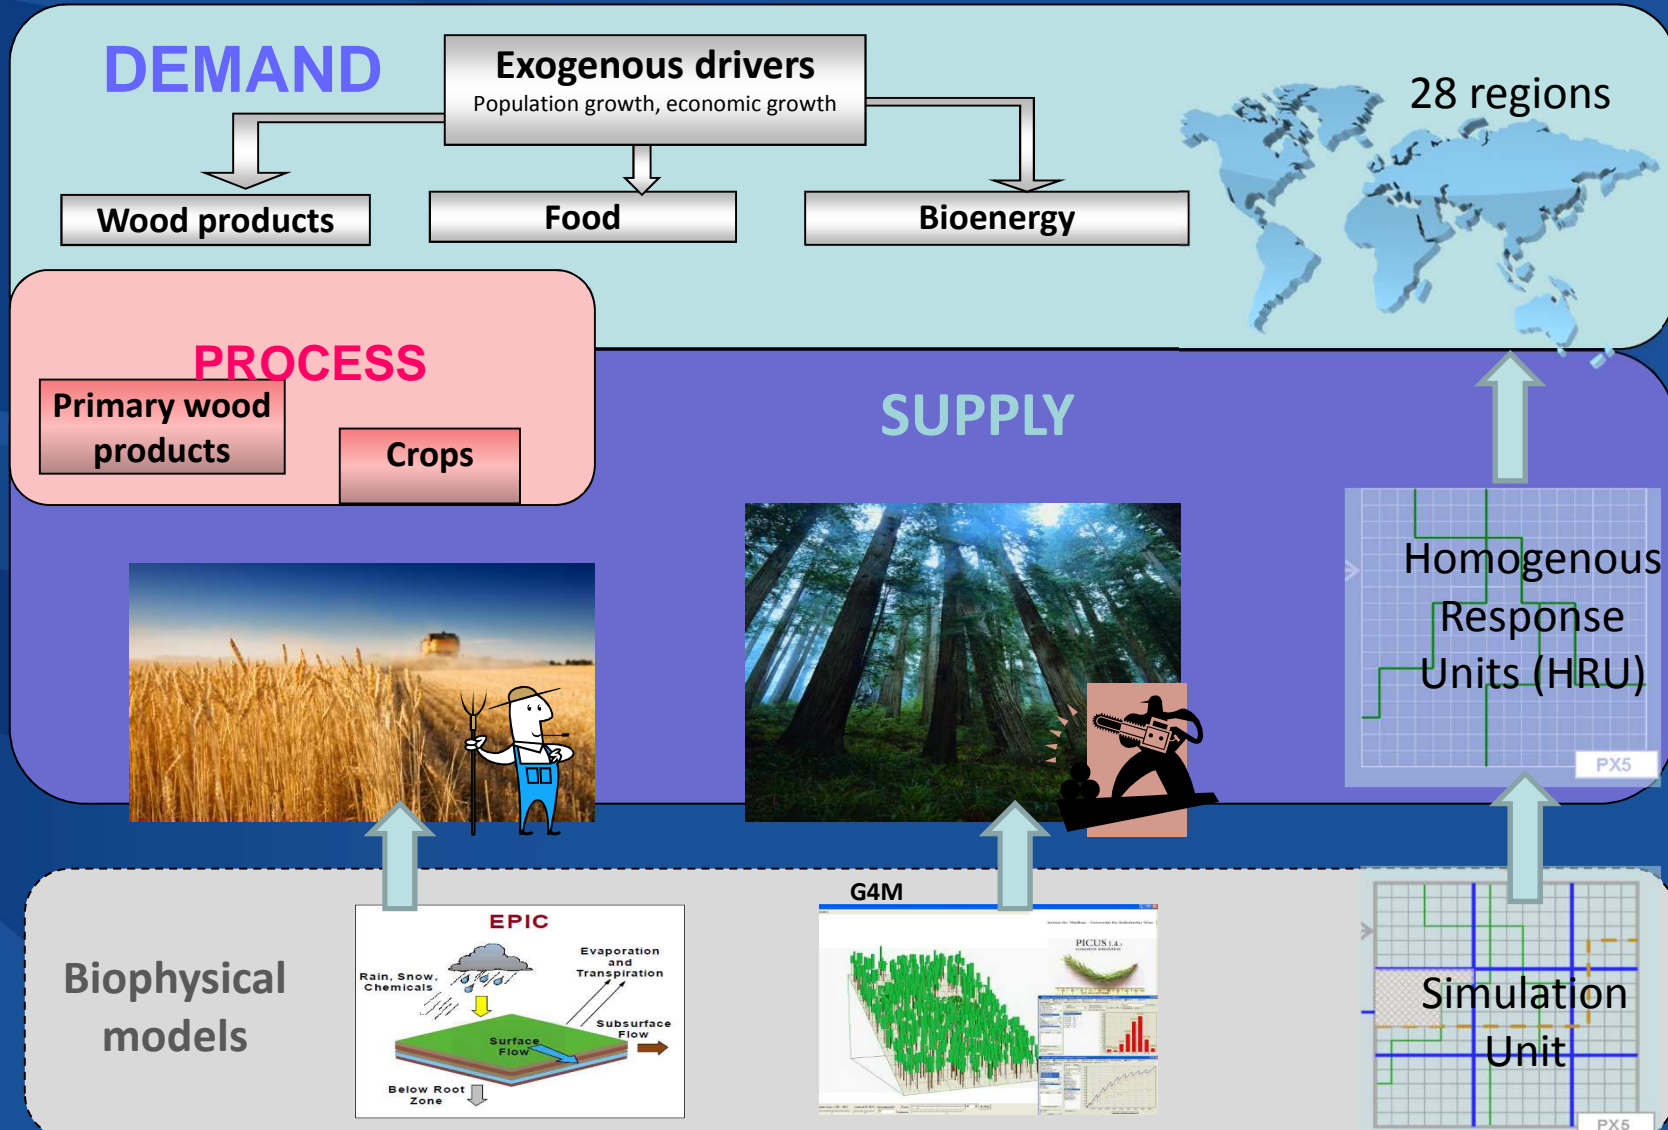 DEMAND
Exogenous drivers
Population growth, economic growth
28 regions
Wood products
Food
Bioenergy
PROCESS
Primary wood
products
Crops
SUPPLY
Homogenous
Response
Units (HRU)
PX5
Biophysical
models
EPIC
Rain, Snow,
Chemicals
Evaporation
and
Transpiration
Subsurface
Flow
Surface
Flow
Below Root
Zone
G4M
PICUS 1.4.
Simulation
Unit
PX5